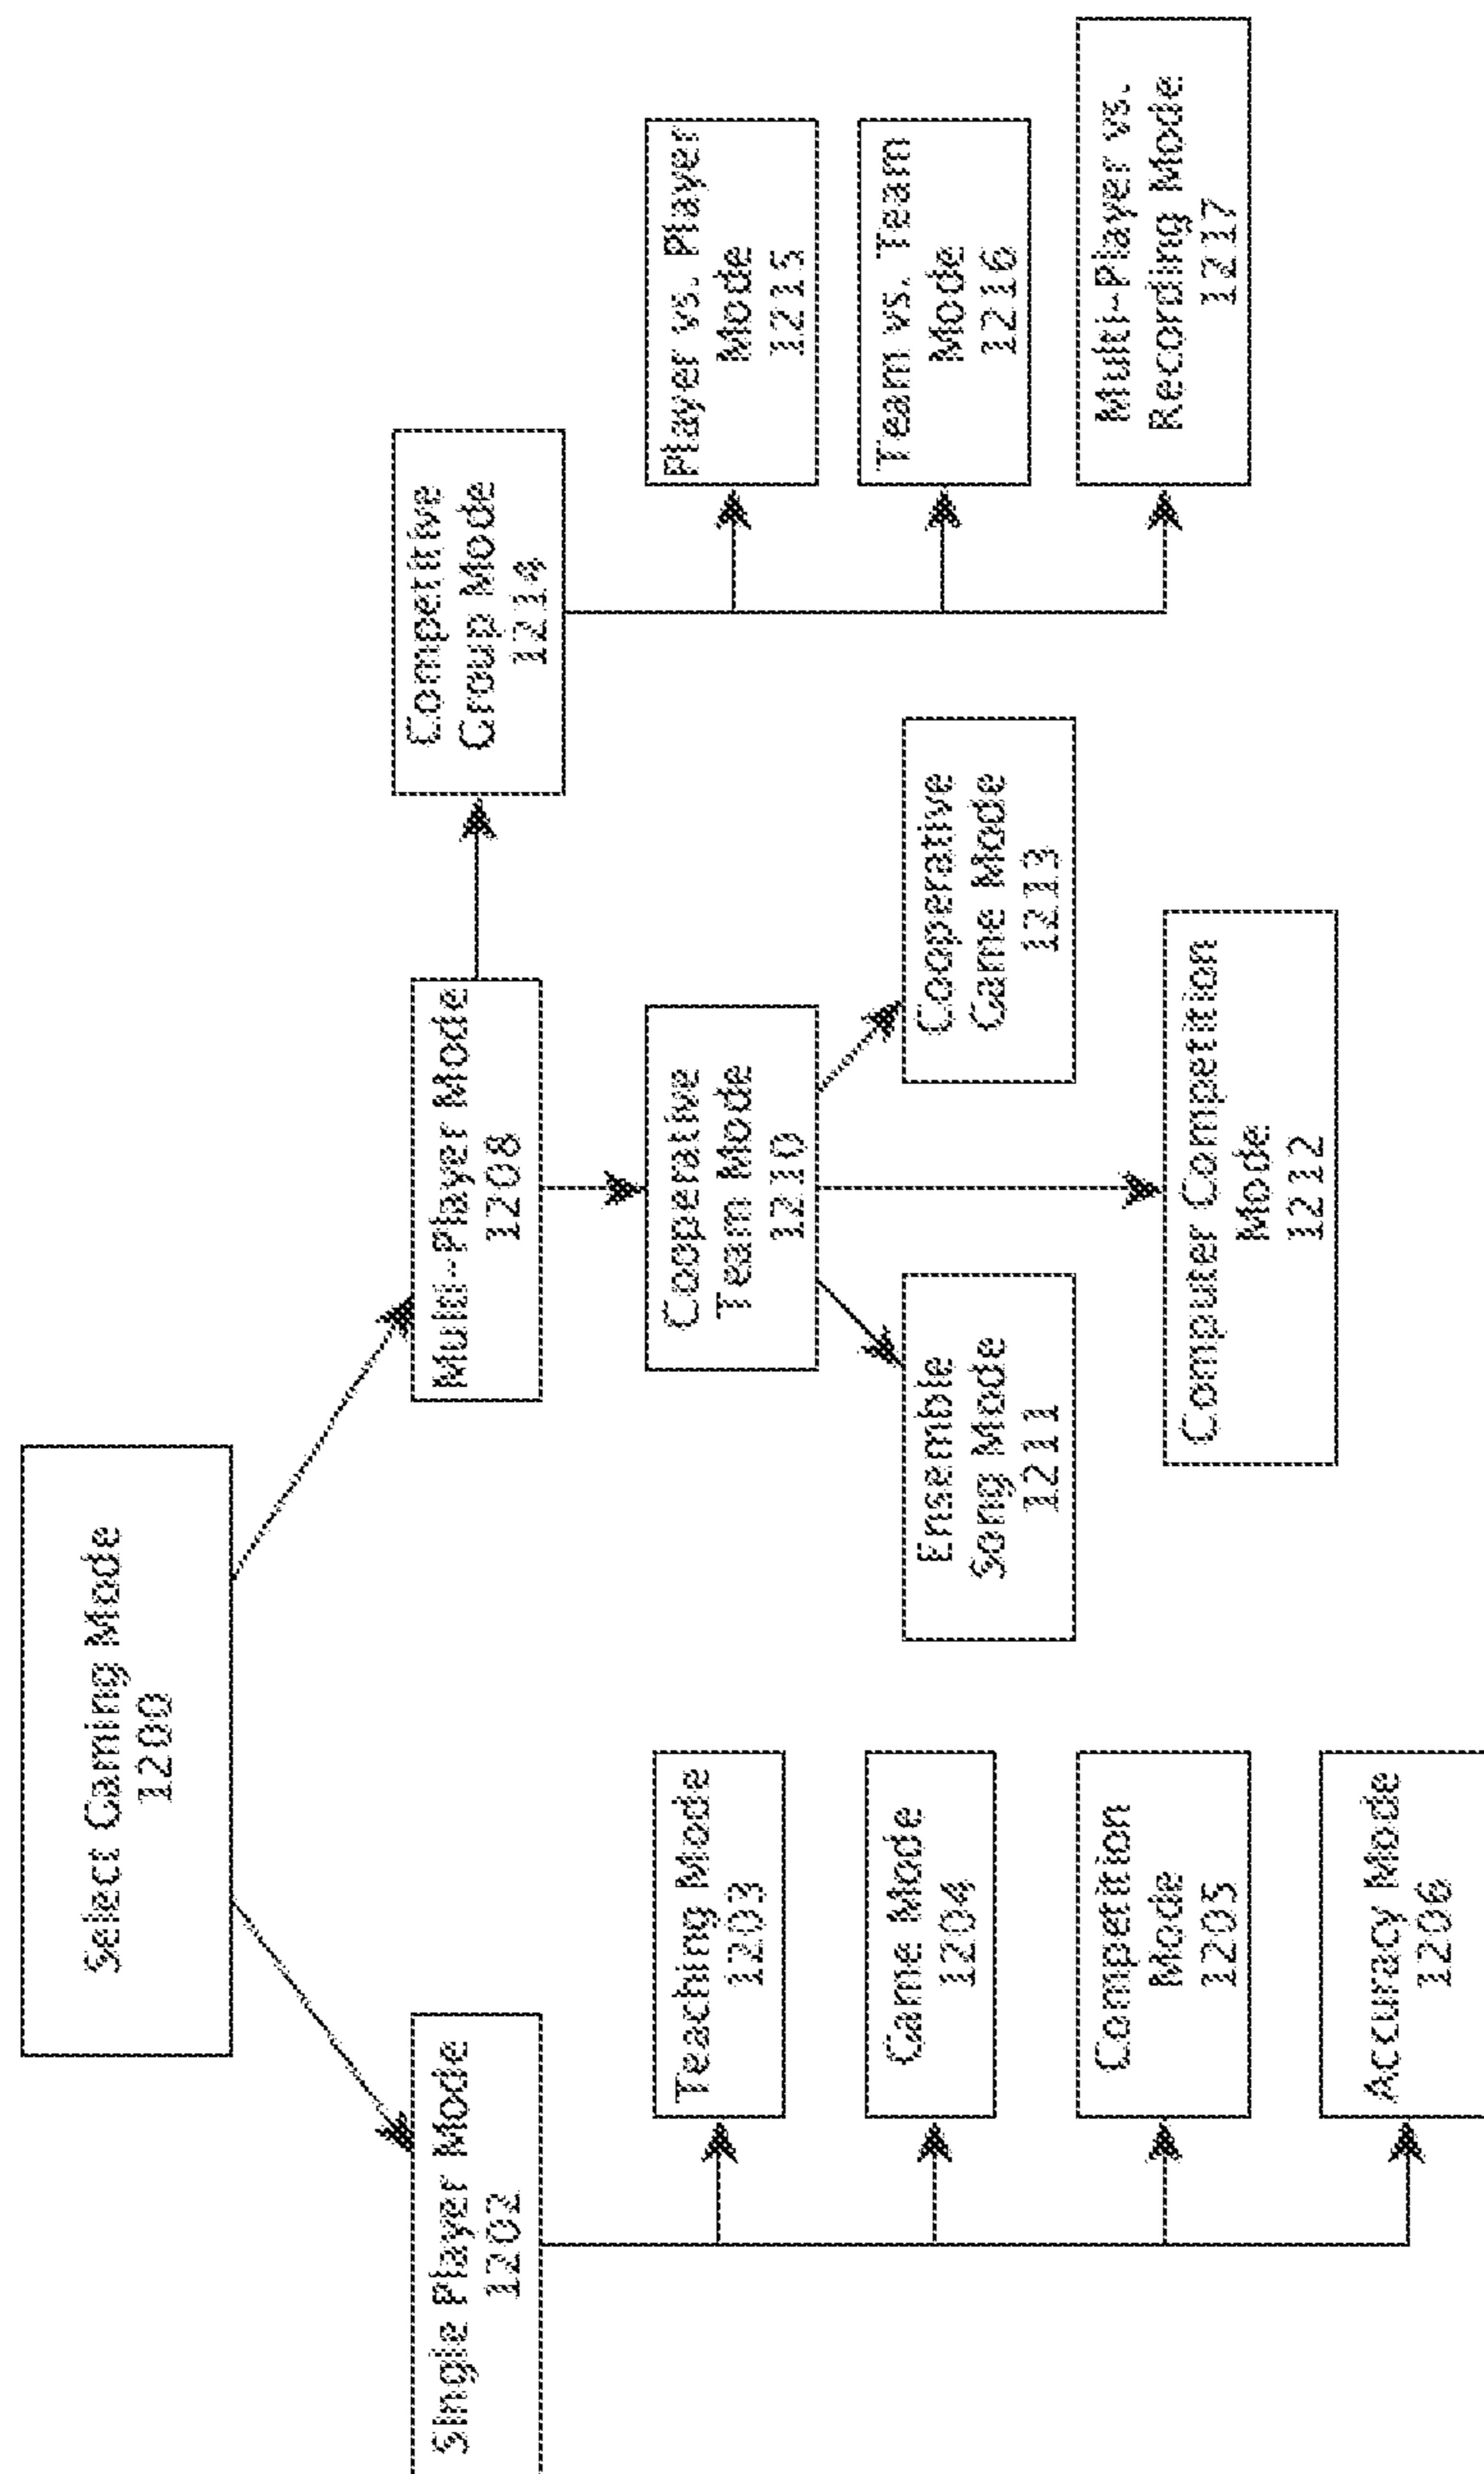 Select Gaming Mode
1200
Single Player Mode
1202
Multi-Player Mode
1208
Competitive
Group Mode
1214
Teaching Mode
1203
Game Mode
1204
Competition
Mode
1205
Accuracy Mode
1206
Cooperative
Team Mode
1210
Ensemble
Song Mode
1211
Cooperative
Game Mode
1213
Computer Competition
Mode
1212
Player vs. Player
Mode
1215
Team vs. Team
Mode
1216
Multi-Player vs.
Recording Mode
1217